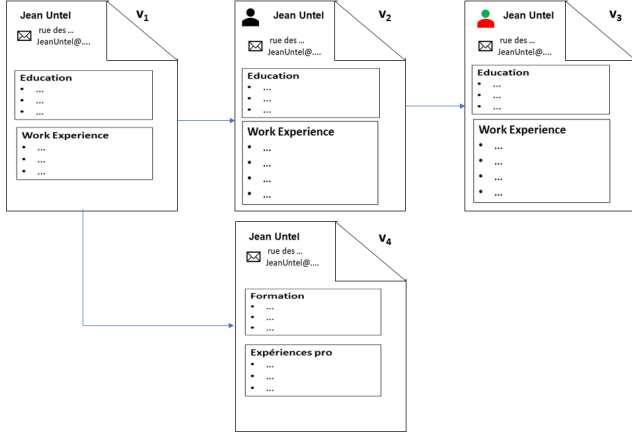 Jean Untel
v1
rue des ...
JeanUntel@....
Education
• ...
• ...
• ...
Work Experience
• ...
• ...
• ...
Jean Untel
v2
rue des ...
JeanUntel@....
Education
• ...
• ...
• ...
Work Experience
• ...
• ...
• ...
• ...
Jean Untel
v3
rue des ...
JeanUntel@....
Education
• ...
• ...
• ...
Work Experience
• ...
• ...
• ...
• ...
Jean Untel
v4
rue des ...
JeanUntel@....
Formation
• ...
• ...
• ...
Expériences pro
• ...
• ...
• ...